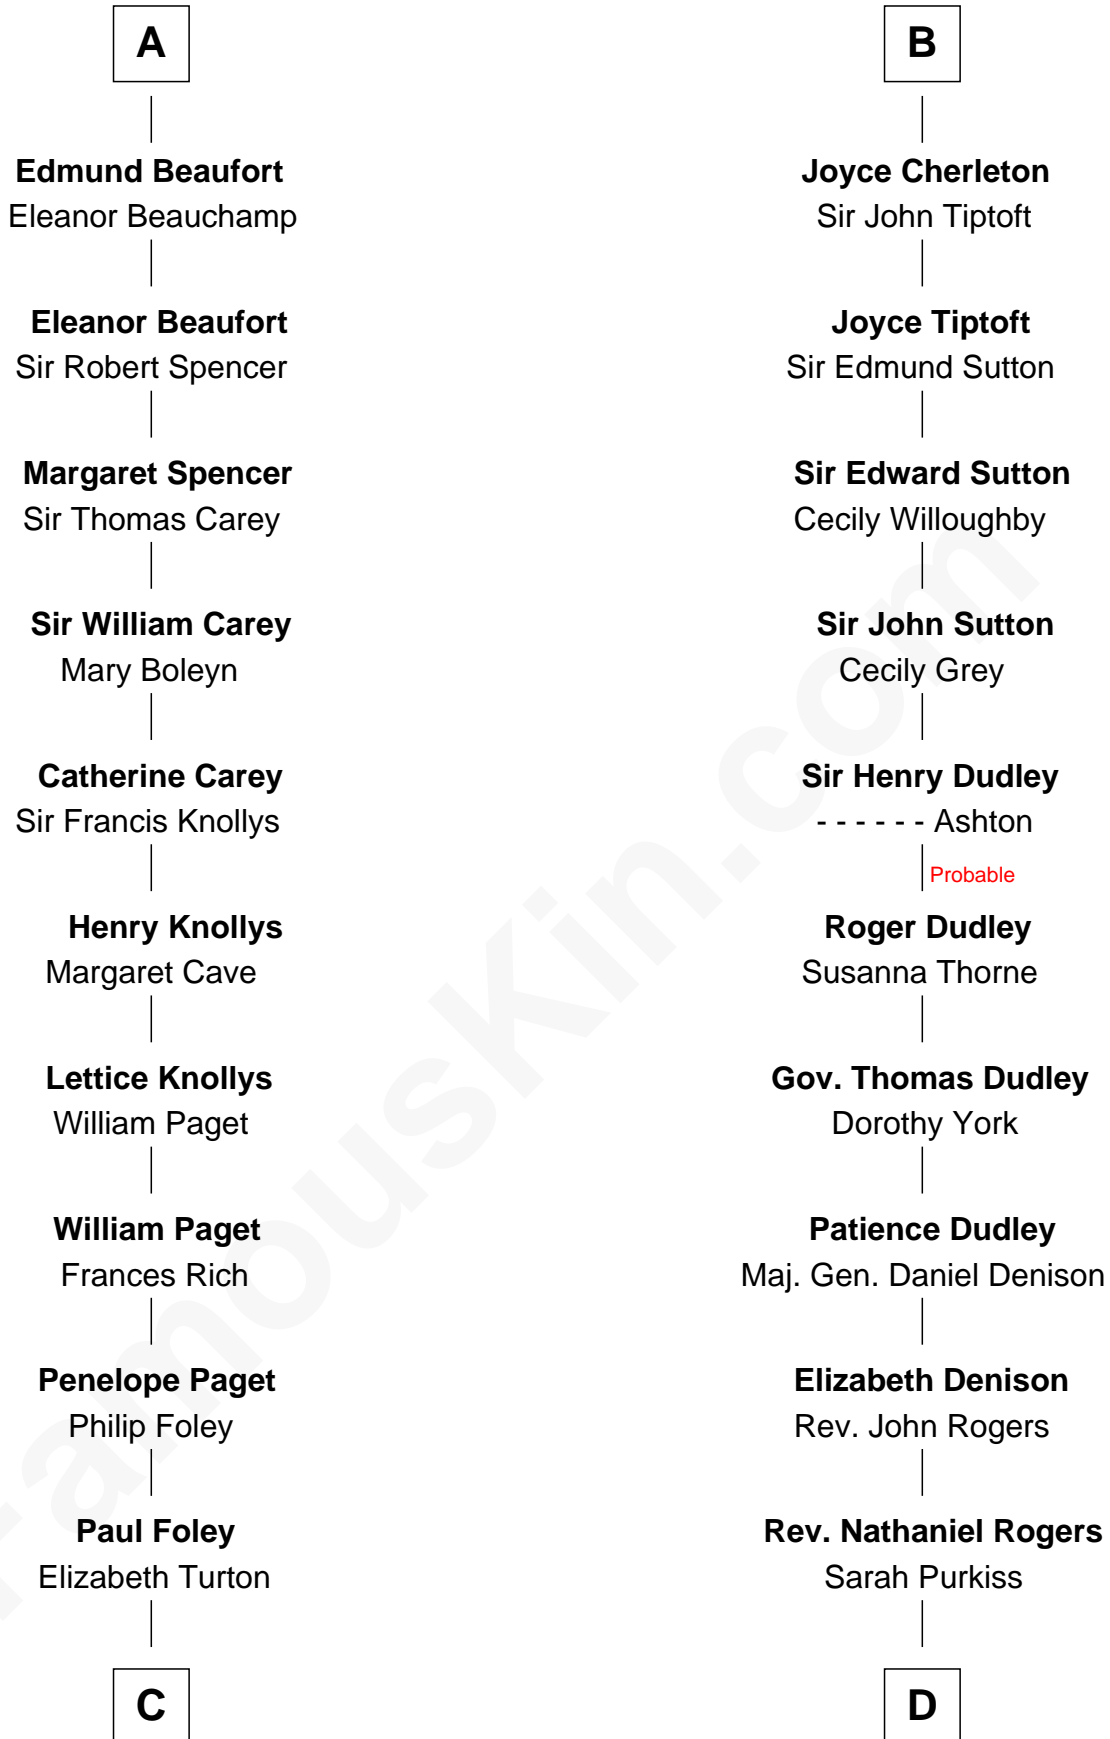 A
Edmund Beaufort
Eleanor Beauchamp
Eleanor Beaufort
Sir Robert Spencer
Margaret Spencer
Sir Thomas Carey
Sir William Carey
Mary Boleyn
Catherine Carey
Sir Francis Knollys
Henry Knollys
Margaret Cave
Lettice Knollys
William Paget
William Paget
Frances Rich
Penelope Paget
Philip Foley
Paul Foley
Elizabeth Turton
C
B
Joyce Cherleton
Sir John Tiptoft
Joyce Tiptoft
Sir Edmund Sutton
Sir Edward Sutton
Cecily Willoughby
Sir John Sutton
Cecily Grey
Sir Henry Dudley
- - - - - - Ashton
Probable
Roger Dudley
Susanna Thorne
Gov. Thomas Dudley
Dorothy York
Patience Dudley
Maj. Gen. Daniel Denison
Elizabeth Denison
Rev. John Rogers
Rev. Nathaniel Rogers
Sarah Purkiss
D
FamousKin.com